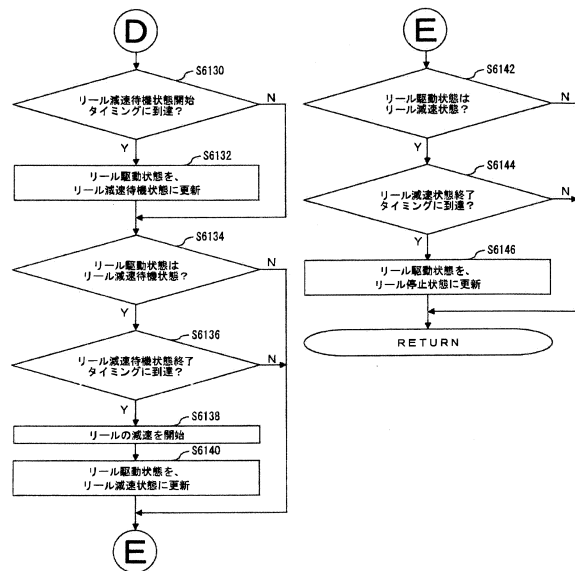 D
S6130
リール減速待機状態開始
タイミングに到達?
N
Y
S6132
リール駆動状態を、
リール減速待機状態に更新
S6134
リール駆動状態は
リール減速待機状態?
N
Y
S6136
リール減速待機状態終了
タイミングに到達?
N
Y
S6138
リールの減速を開始
S6140
リール駆動状態を、
リール減速状態に更新
E
E
S6142
リール駆動状態は
リール減速状態?
N
Y
S6144
リール減速状態終了
タイミングに到達?
N
Y
S6146
リール駆動状態を、
リール停止状態に更新
RETURN